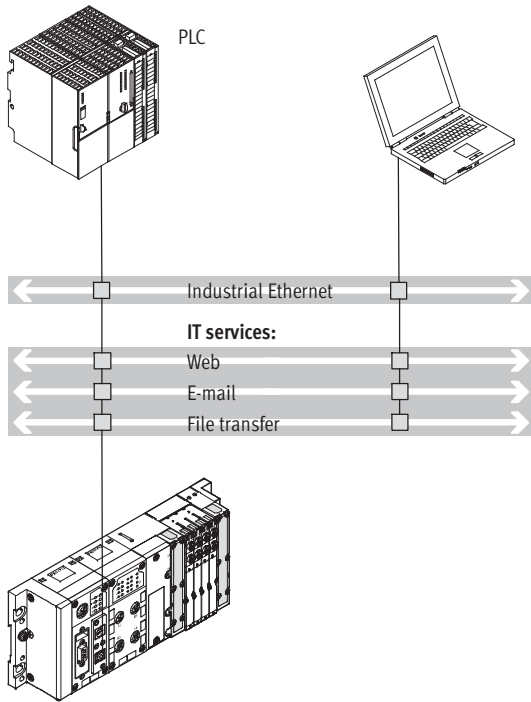 PLC
Industrial Ethernet
IT services:
Web
E-mail
File transfer